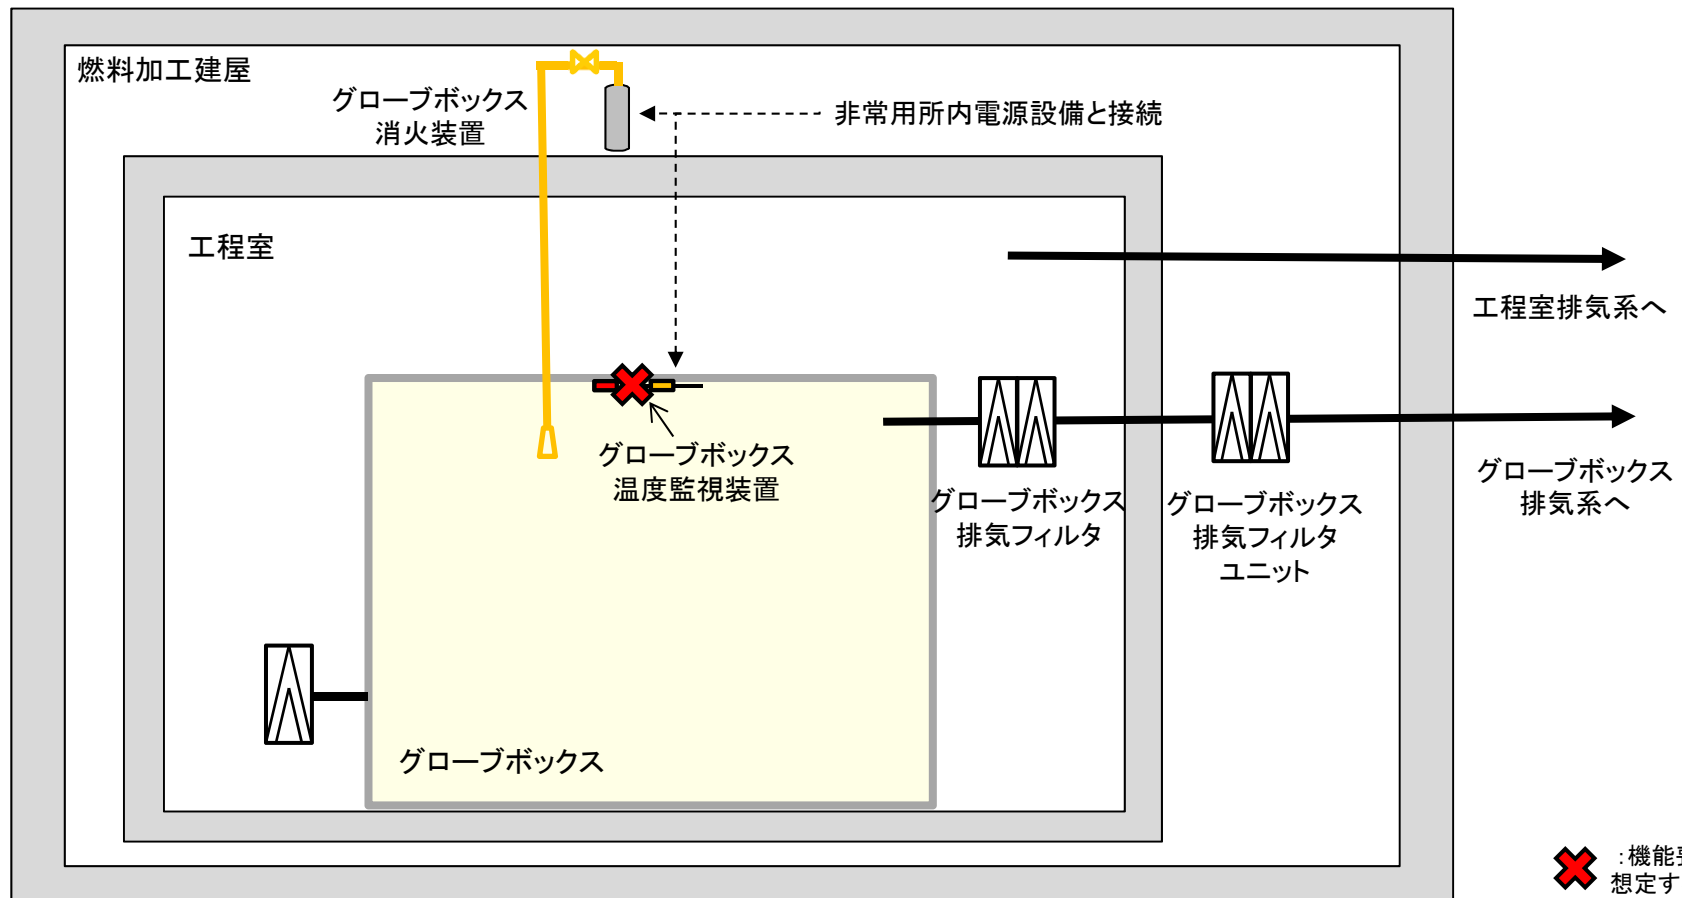 燃料加工建屋
グローブボックス
消火装置
非常用所内電源設備と接続
工程室
工程室排気系へ
グローブボックス
温度監視装置
グローブボックス
排気フィルタ
グローブボックス
排気フィルタ
ユニット
グローブボックス
排気系へ
グローブボックス
:機能
想定す